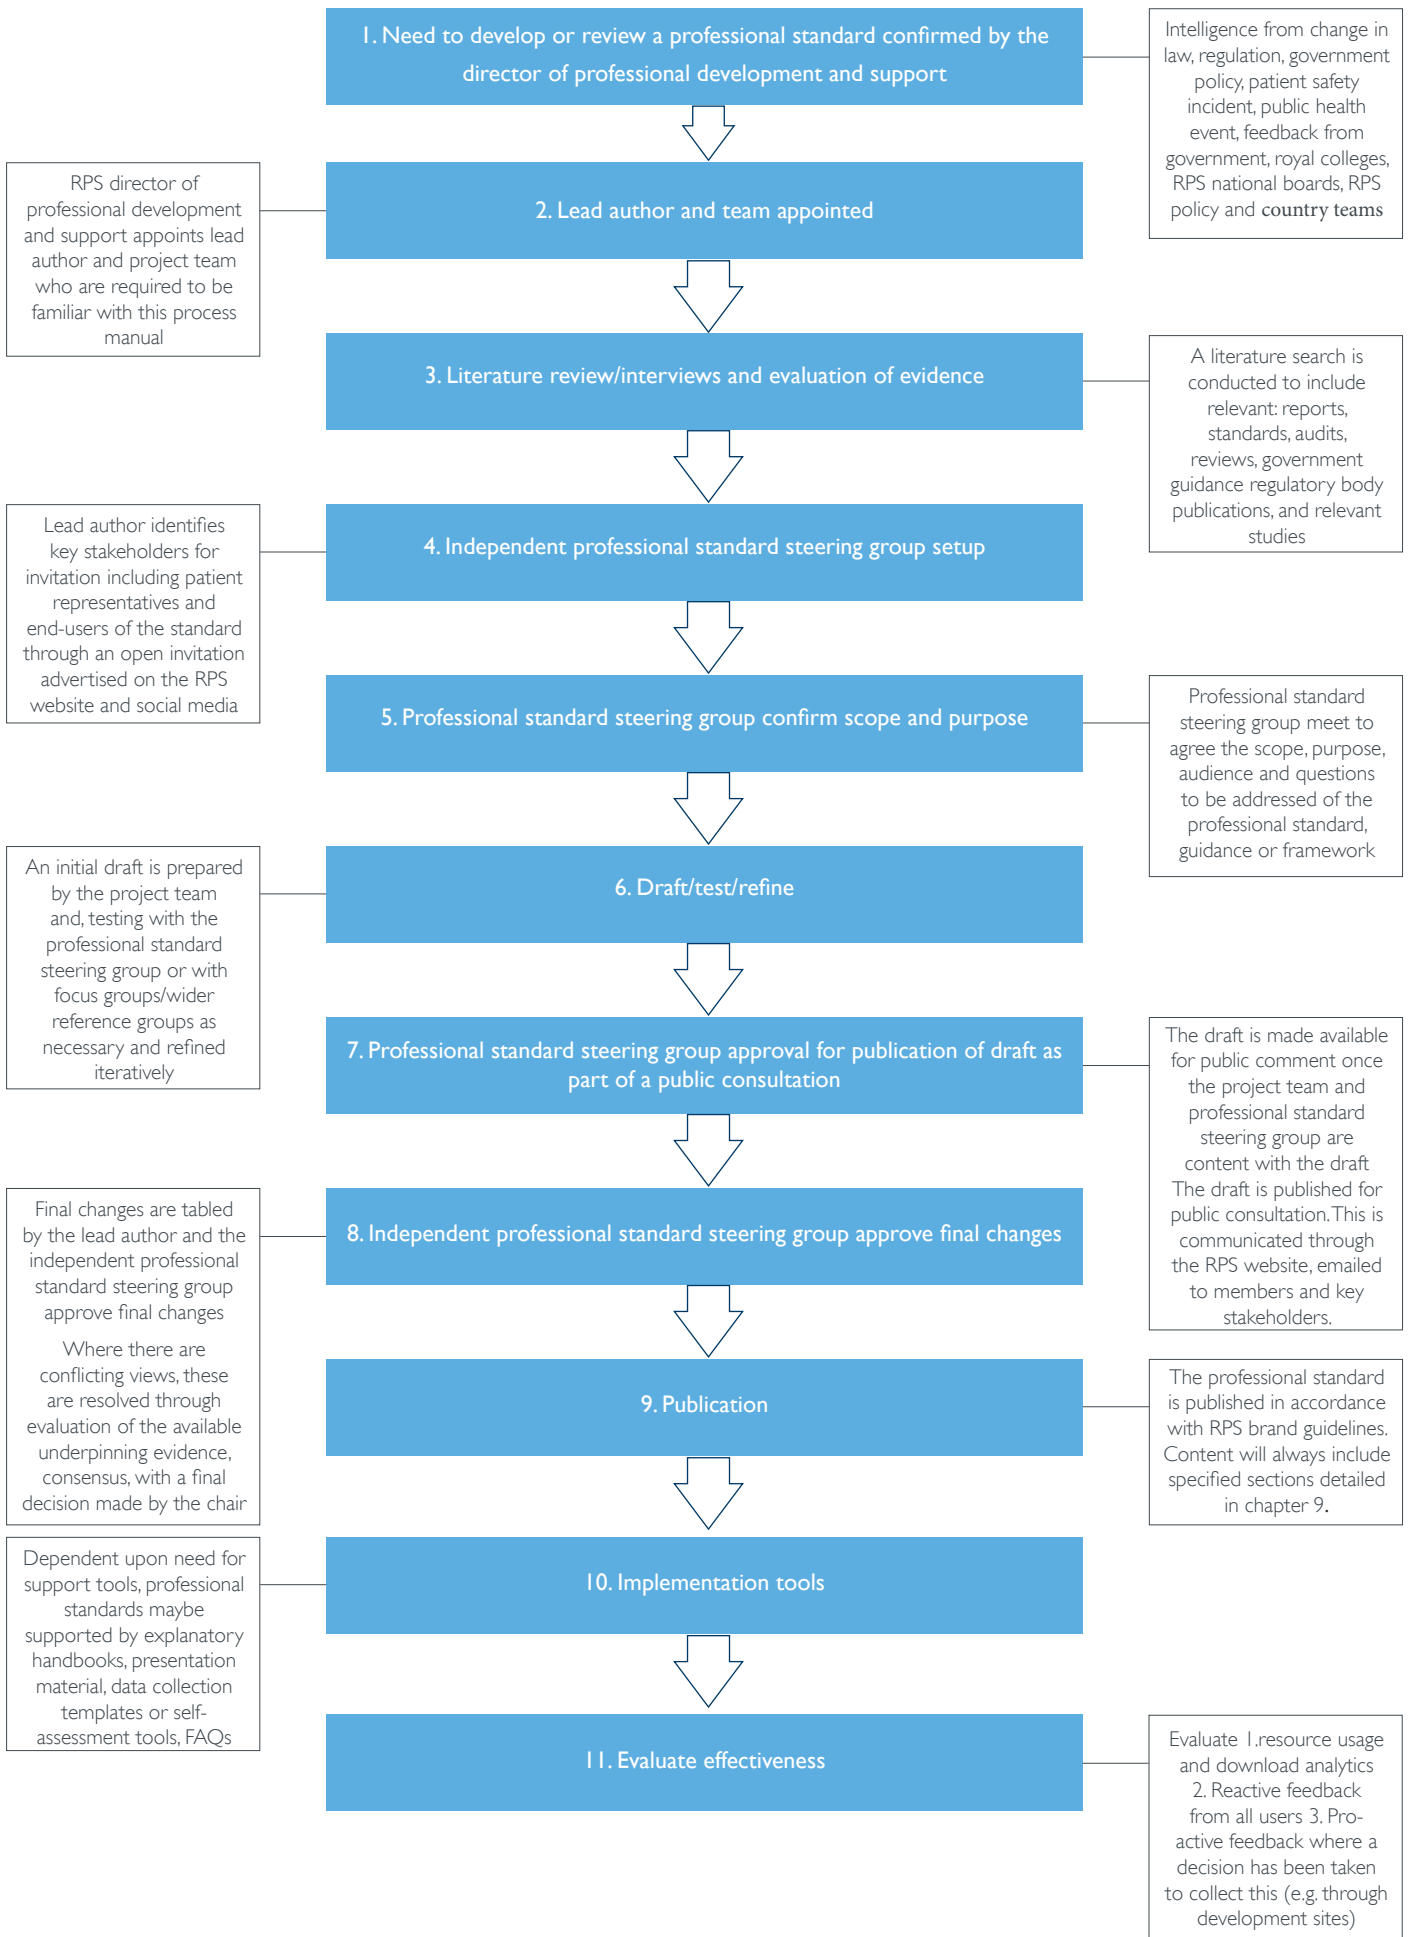 1. Need to develop or review a professional standard confirmed by the
director of professional development and support
Intelligence from change in
law, regulation, government
policy, patient safety
incident, public health
event, feedback from
government, royal colleges,
RPS national boards, RPS
policy and country teams
RPS director of
professional development
and support appoints lead
author and project team
who are required to be
familiar with this process
manual
2. Lead author and team appointed
3. Literature review/interviews and evaluation of evidence
A literature search is
conducted to include
relevant: reports,
standards, audits,
reviews, government
guidance regulatory body
publications, and relevant
studies
Lead author identifies
key stakeholders for
invitation including patient
representatives and
end-users of the standard
through an open invitation
advertised on the RPS
website and social media
4. Independent professional standard steering group setup
5. Professional standard steering group confirm scope and purpose
Professional standard
steering group meet to
agree the scope, purpose,
audience and questions
to be addressed of the
professional standard,
guidance or framework
An initial draft is prepared
by the project team
and, testing with the
professional standard
steering group or with
focus groups/wider
reference groups as
necessary and refined
iteratively
6. Draft/test/refine
7. Professional standard steering group approval for publication of draft as
part of a public consultation
The draft is made available
for public comment once
the project team and
professional standard
steering group are
content with the draft
The draft is published for
public consultation. This is
communicated through
the RPS website, emailed
to members and key
stakeholders.
Final changes are tabled
by the lead author and the
independent professional
standard steering group
approve final changes
Where there are
conflicting views, these
are resolved through
evaluation of the available
underpinning evidence,
consensus, with a final
decision made by the chair
8. Independent professional standard steering group approve final changes
9. Publication
The professional standard
is published in accordance
with RPS brand guidelines.
Content will always include
specified sections detailed
in chapter 9.
Dependent upon need for
support tools, professional
standards maybe
supported by explanatory
handbooks, presentation
material, data collection
templates or self-
assessment tools, FAQs
10. Implementation tools
11. Evaluate effectiveness
Evaluate 1.resource usage
and download analytics
2. Reactive feedback
from all users 3. Pro-
active feedback where a
decision has been taken
to collect this (e.g. through
development sites)